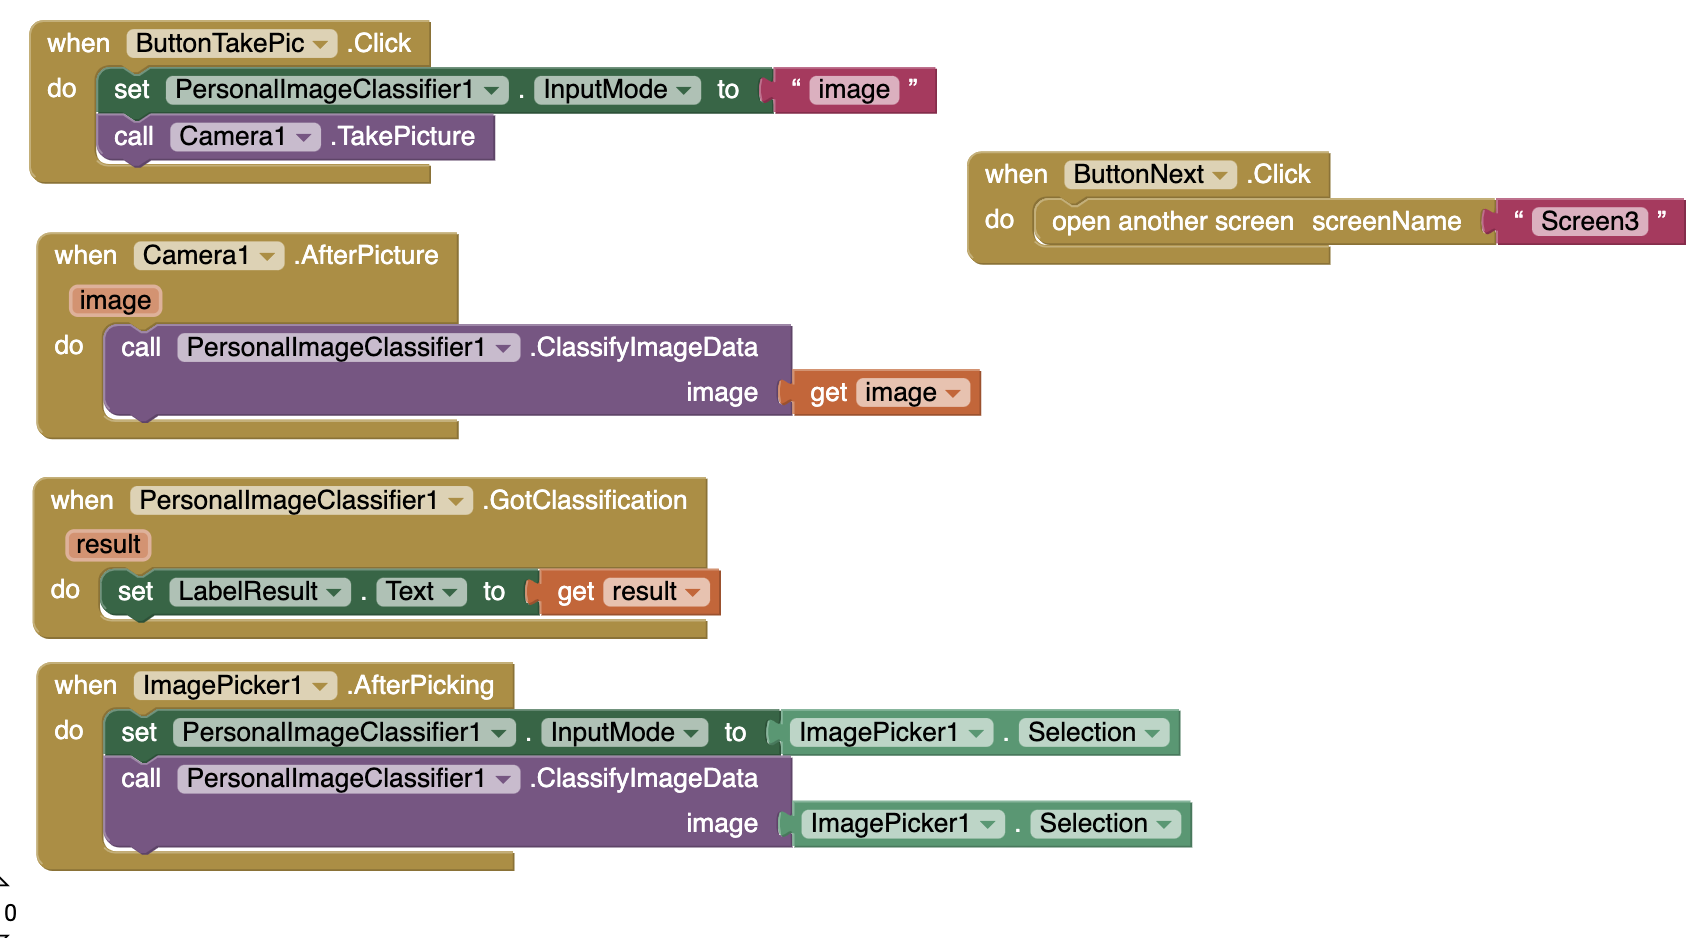 when ButtonTakePic .Click
do set PersonalImageClassifier1 . InputMode to “ image ”
call Camera1 .TakePicture
when ButtonNext .Click
do open another screen screenName “ Screen3 ”
when Camera1 .AfterPicture
image
do call PersonalImageClassifier1 .ClassifyImageData
image get image
when PersonalImageClassifier1 .GotClassification
result
do set LabelResult . Text to get result
when ImagePicker1 .AfterPicking
do set PersonalImageClassifier1 . InputMode to ImagePicker1 . Selection
call PersonalImageClassifier1 .ClassifyImageData
image ImagePicker1 . Selection
0